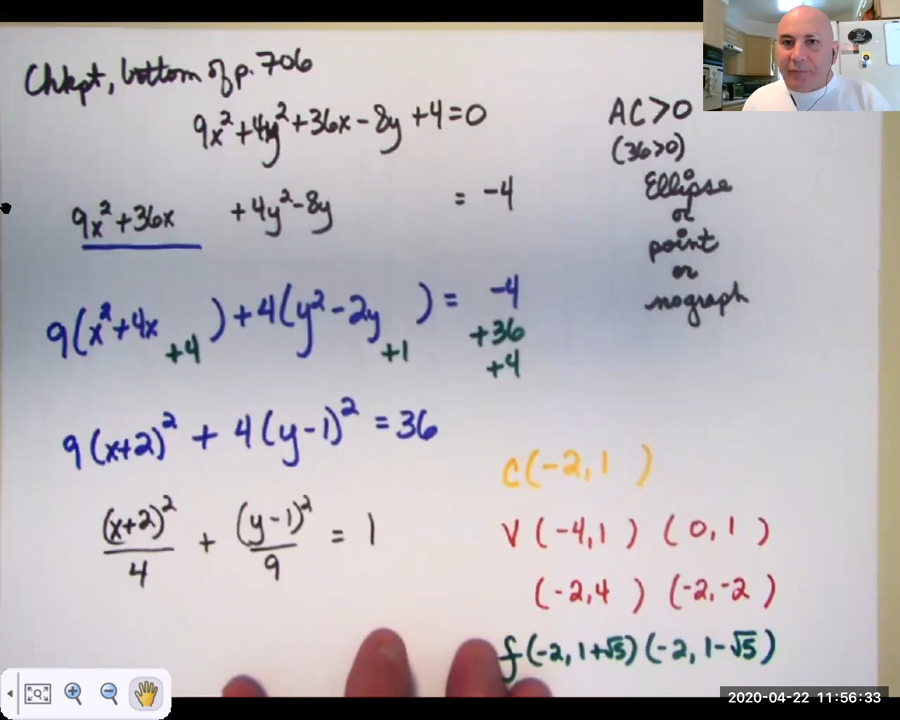 Chkpt, bottom of p. 706
9x²+4y²+36x-8y+4=0
AC>0
(36>0)
Ellipse
or
point
or
nograph
9x²+36x +4y²-8y = -4
9(x²+4x +4)+4(y²-2y +1)= -4
+36
+4
9(x+2)² + 4(y-1)² = 36
(x+2)²/4 + (y-1)²/9 = 1
C(-2,1)
V(-4,1) (0,1)
(-2,4) (-2,-2)
f(-2,1+√5)(-2,1-√5)
2020-04-22 11:56:33